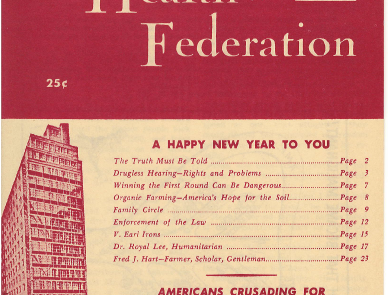 Health
Federation
25¢
A HAPPY NEW YEAR TO YOU
The Truth Must Be Told ........ Page 2
Drugless Hearing—Rights and Problems ........ Page 3
Winning the First Round Can Be Dangerous ........ Page 7
Organic Farming—America's Hope for the Soil ........ Page 8
Family Circle ........ Page 9
Enforcement of the Law ........ Page 12
V. Earl Irons ........ Page 15
Dr. Royal Lee, Humanitarian ........ Page 17
Fred J. Hart—Farmer, Scholar, Gentleman ........ Page 23
AMERICANS CRUSADING FOR